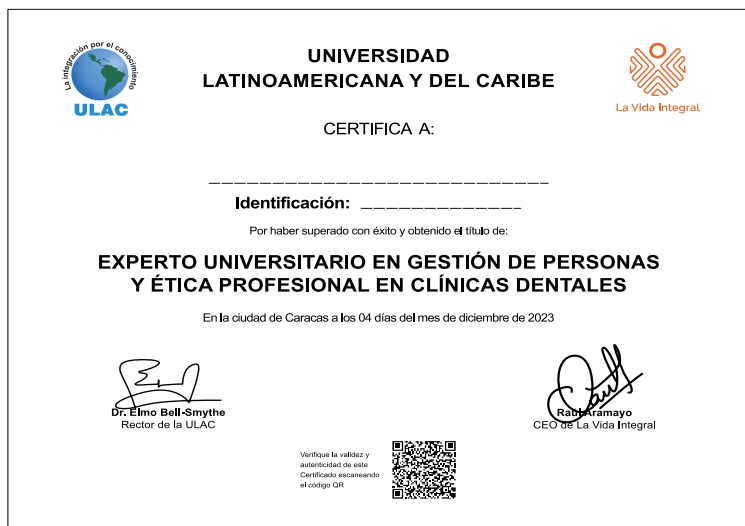 La integración por el conocimiento
ULAC
UNIVERSIDAD
LATINOAMERICANA Y DEL CARIBE
La Vida Integral
CERTIFICA A:
____________________________
Identificación: _____________
Por haber superado con éxito y obtenido el título de:
EXPERTO UNIVERSITARIO EN GESTIÓN DE PERSONAS
Y ÉTICA PROFESIONAL EN CLÍNICAS DENTALES
En la ciudad de Caracas a los 04 días del mes de diciembre de 2023
Dr. Elmo Bell-Smythe
Rector de la ULAC
Raúl Aramayo
CEO de La Vida Integral
Verifique la validez y
autenticidad de este
Certificado escaneando
el código QR